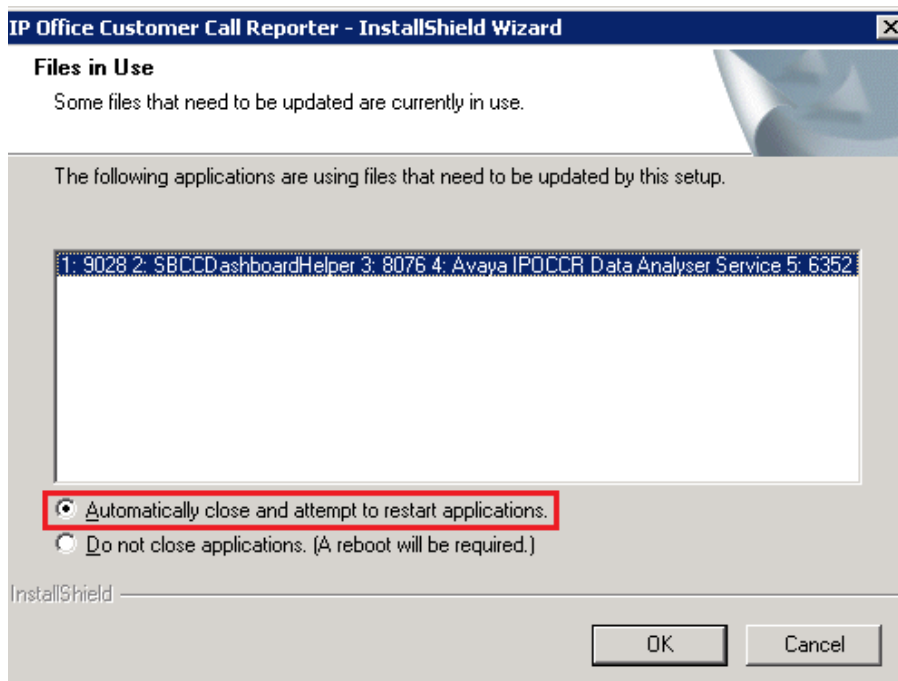 IP Office Customer Call Reporter - InstallShield Wizard
Files in Use
Some files that need to be updated are currently in use.
The following applications are using files that need to be updated by this setup.
1: 9028 2: SBCCDashboardHelper 3: 8076 4: Avaya IPOCCR Data Analyser Service 5: 6352
Automatically close and attempt to restart applications.
Do not close applications. (A reboot will be required.)
InstallShield
OK Cancel